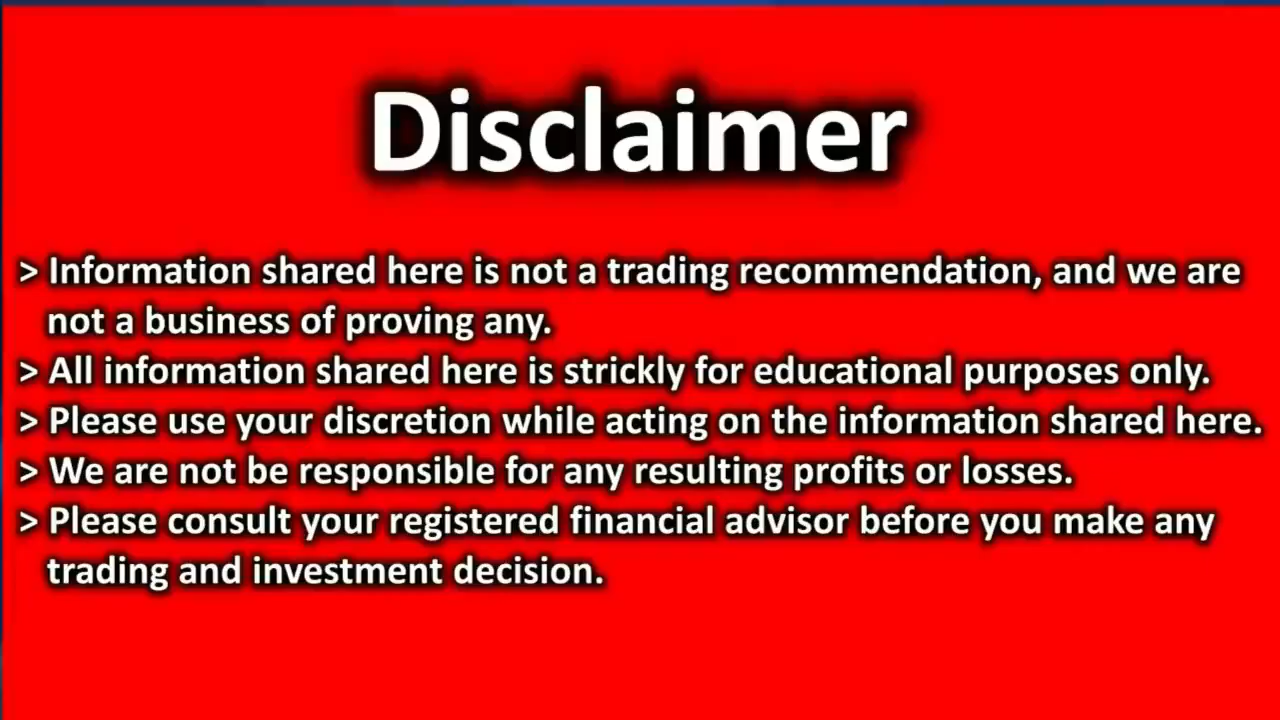 Disclaimer
> Information shared here is not a trading recommendation, and we are
not a business of proving any.
> All information shared here is strickly for educational purposes only.
> Please use your discretion while acting on the information shared here.
> We are not be responsible for any resulting profits or losses.
> Please consult your registered financial advisor before you make any
trading and investment decision.